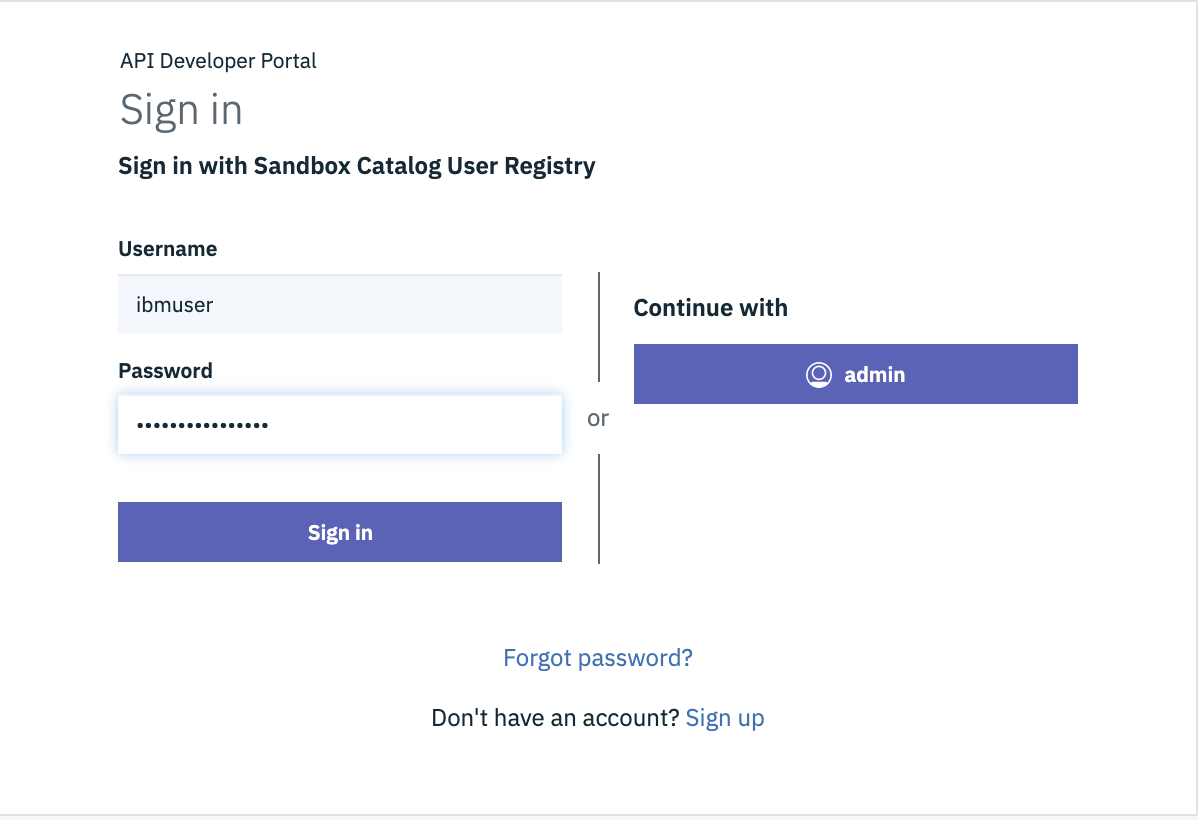 API Developer Portal
Sign in
Sign in with Sandbox Catalog User Registry
Username
ibmuser
Password
••••••••••••••••
Sign in
or
Continue with
admin
Forgot password?
Don't have an account? Sign up